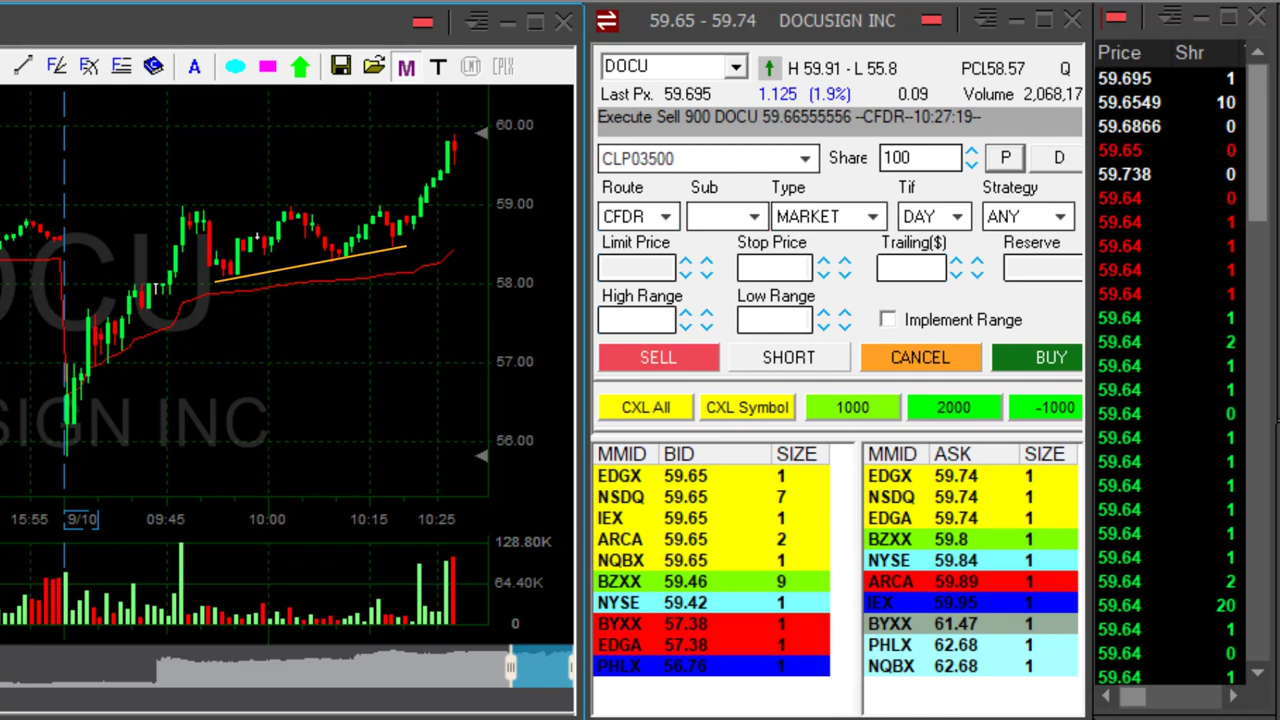 59.65 - 59.74 DOCUSIGN INC
A M T
DOCU
H 59.91 - L 55.8 PCL58.57 Q
Last Px. 59.695 1.125 (1.9%) 0.09 Volume 2,068,17
Execute Sell 900 DOCU 59.66555556 --CFDR--10:27:19--
CLP03500 Share 100 P D
Route Sub Type Tif Strategy
CFDR MARKET DAY ANY
Limit Price Stop Price Trailing($) Reserve
High Range Low Range
Implement Range
SELL SHORT CANCEL BUY
CXL All CXL Symbol 1000 2000 -1000
MMID BID SIZE
EDGX 59.65 1
NSDQ 59.65 7
IEX 59.65 1
ARCA 59.65 2
NQBX 59.65 1
BZXX 59.46 9
NYSE 59.42 1
BYXX 57.38 1
EDGA 57.38 1
PHLX 56.76 1
MMID ASK SIZE
EDGX 59.74 1
NSDQ 59.74 1
EDGA 59.74 1
BZXX 59.8 1
NYSE 59.84 1
ARCA 59.89 1
IEX 59.95 1
BYXX 61.47 1
PHLX 62.68 1
NQBX 62.68 1
Price Shr
59.695 1
59.6549 10
59.6866 0
59.65 0
59.738 0
59.64 0
59.64 1
59.64 1
59.64 1
59.64 1
59.64 1
59.64 2
59.64 1
59.64 1
59.64 0
59.64 1
59.64 1
59.64 1
59.64 1
59.64 1
59.64 1
59.64 2
59.64 20
59.64 1
59.64 0
59.64 1
60.00
59.00
58.00
57.00
56.00
OCU
SIGN INC
15:55 9/10 09:45 10:00 10:15 10:25
128.80K
64.40K
0